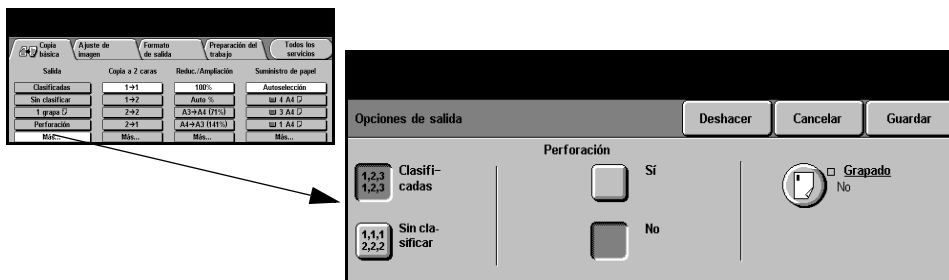 Copia básica
Ajuste de imagen
Formato de salida
Preparación del trabajo
Todos los servicios
Salida
Copia a 2 caras
Reduc./Ampliación
Suministro de papel
Clasificadas
1→1
100%
Autoselección
Sin clasificar
1→2
Auto %
4 A4
1 grapa
2→2
A3→A4 (71%)
3 A4
Perforación
2→1
A4→A3 (141%)
1 A4
Más...
Más...
Más...
Más...
Opciones de salida
Deshacer
Cancelar
Guardar
Perforación
1,2,3
1,2,3
Clasifi-
cadas
Sí
Grapado
No
1,1,1
2,2,2
Sin cla-
sificar
No